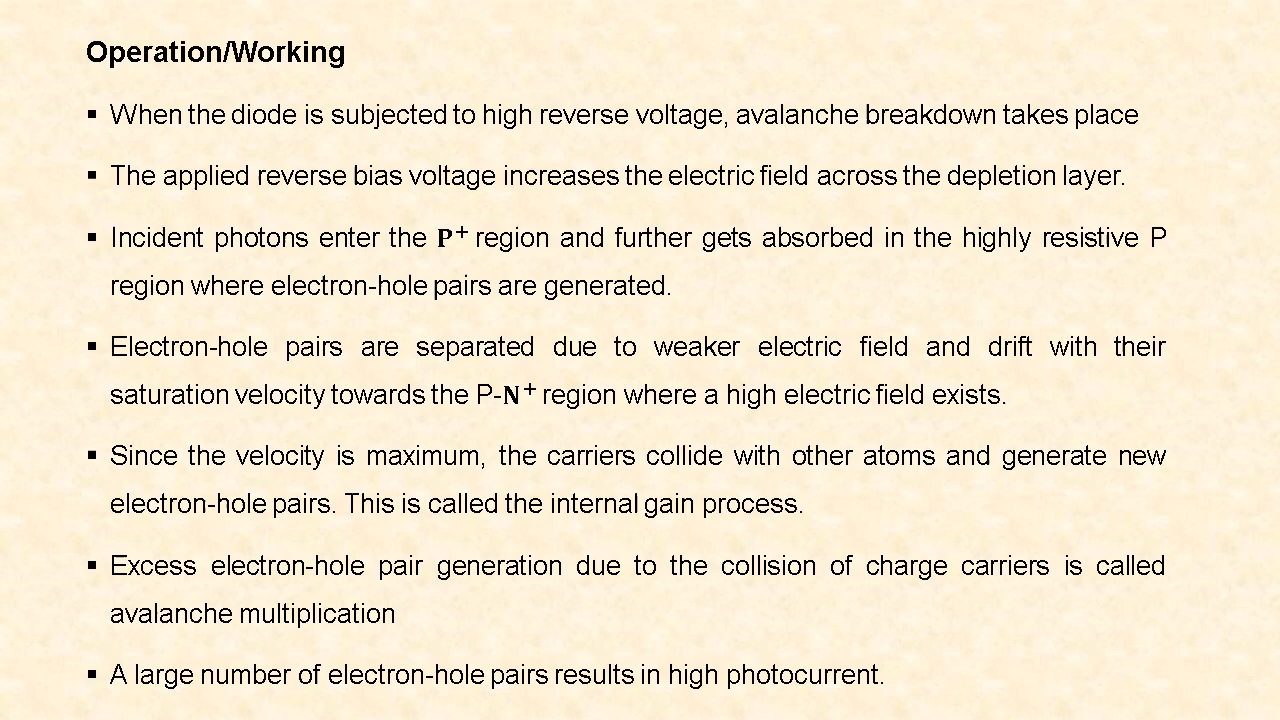 Operation/Working
▪ When the diode is subjected to high reverse voltage, avalanche breakdown takes place
▪ The applied reverse bias voltage increases the electric field across the depletion layer.
▪ Incident photons enter the P⁺ region and further gets absorbed in the highly resistive P
region where electron-hole pairs are generated.
▪ Electron-hole pairs are separated due to weaker electric field and drift with their
saturation velocity towards the P-N⁺ region where a high electric field exists.
▪ Since the velocity is maximum, the carriers collide with other atoms and generate new
electron-hole pairs. This is called the internal gain process.
▪ Excess electron-hole pair generation due to the collision of charge carriers is called
avalanche multiplication
▪ A large number of electron-hole pairs results in high photocurrent.